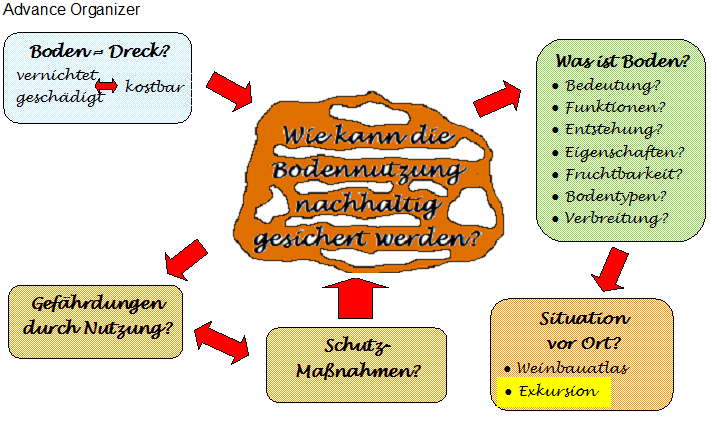 Advance Organizer
Boden = Dreck?
vernichtet
geschädigt
kostbar
Wie kann die
Bodennutzung
nachhaltig
gesichert werden?
Was ist Boden?
• Bedeutung?
• Funktionen?
• Entstehung?
• Eigenschaften?
• Fruchtbarkeit?
• Bodentypen?
• Verbreitung?
Gefährdungen
durch Nutzung?
Schutz-
Maßnahmen?
Situation
vor Ort?
• Weinbauatlas
• Exkursion